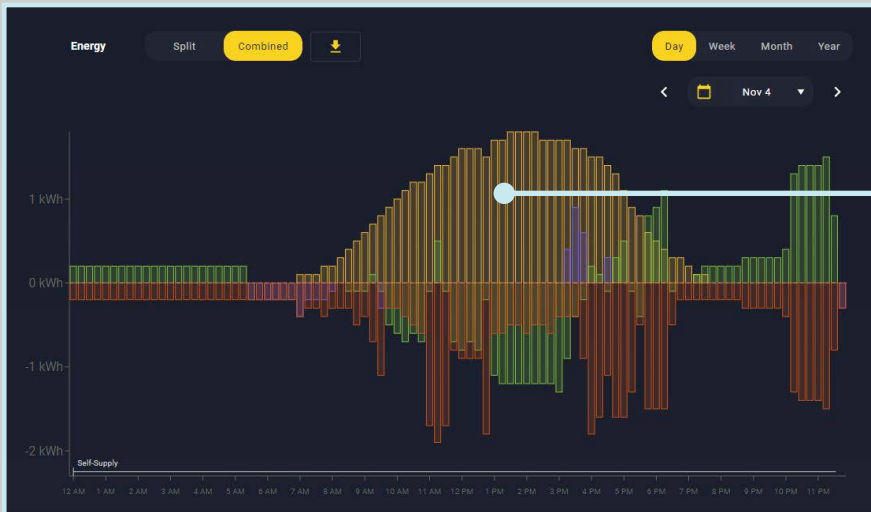 Energy Split Combined Day Week Month Year
Nov 4
1 kWh
0 kWh
-1 kWh
-2 kWh
Self-Supply
12 AM 1 AM 2 AM 3 AM 4 AM 5 AM 6 AM 7 AM 8 AM 9 AM 10 AM 11 AM 12 PM 1 PM 2 PM 3 PM 4 PM 5 PM 6 PM 7 PM 8 PM 9 PM 10 PM 11 PM